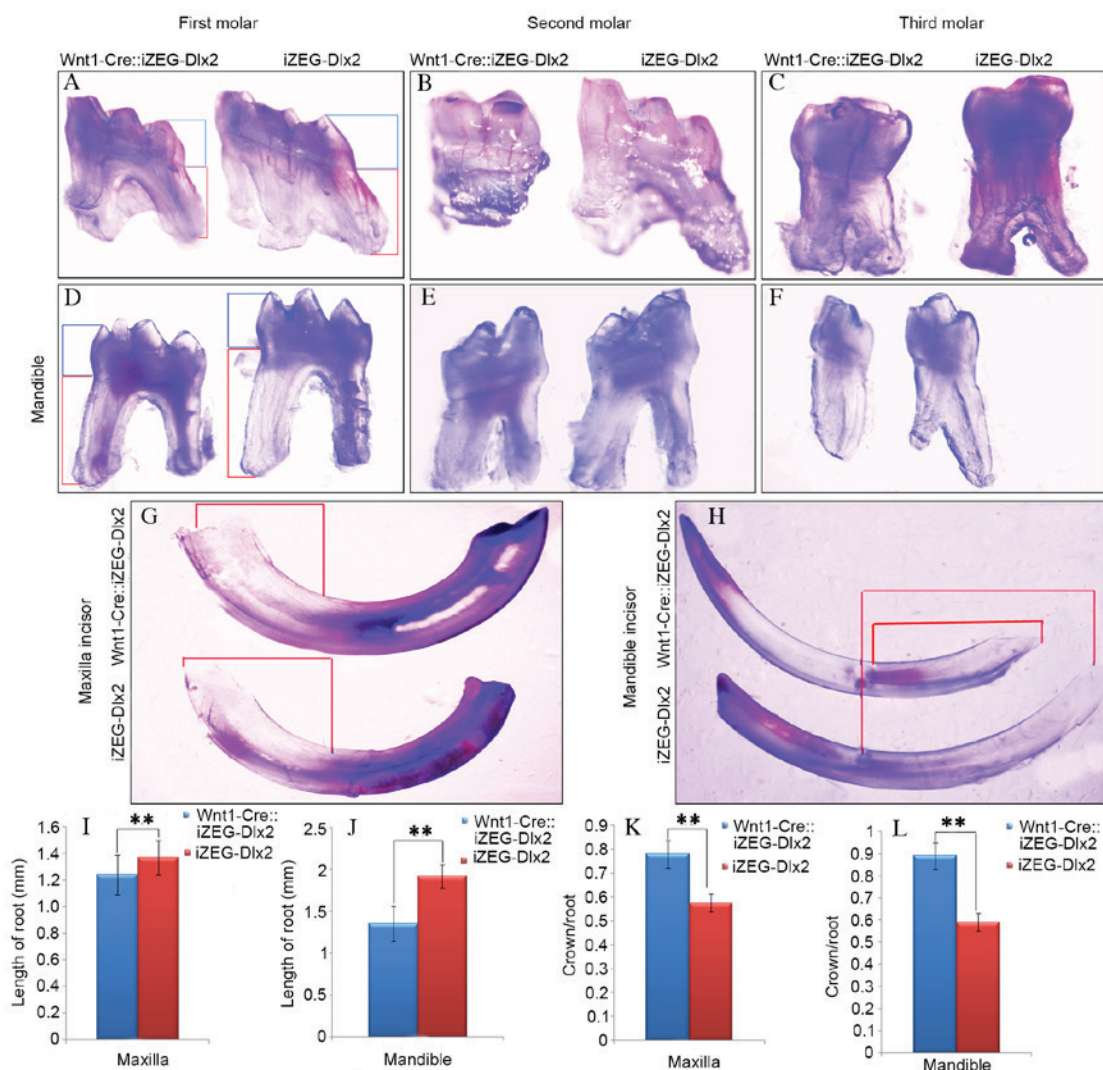 First molar
Second molar
Third molar
Wnt1-Cre::iZEG-Dlx2
iZEG-Dlx2
Wnt1-Cre::iZEG-Dlx2
iZEG-Dlx2
Wnt1-Cre::iZEG-Dlx2
iZEG-Dlx2
A
B
C
Mandible
D
E
F
Maxilla incisor
Wnt1-Cre::iZEG-Dlx2
iZEG-Dlx2
G
Mandible incisor
Wnt1-Cre::iZEG-Dlx2
iZEG-Dlx2
H
I
Length of root (mm)
1.8
1.6
1.4
1.2
1
0.8
0.6
0.4
0.2
0
**
Wnt1-Cre::
iZEG-Dlx2
iZEG-Dlx2
Maxilla
J
Length of root (mm)
2.5
2
1.5
1
0.5
0
**
Wnt1-Cre::
iZEG-Dlx2
iZEG-Dlx2
Mandible
K
Crown/root
0.9
0.8
0.7
0.6
0.5
0.4
0.3
0.2
0.1
0
**
Wnt1-Cre::
iZEG-Dlx2
iZEG-Dlx2
Maxilla
L
Crown/root
1
0.9
0.8
0.7
0.6
0.5
0.4
0.3
0.2
0.1
0
**
Wnt1-Cre::
iZEG-Dlx2
iZEG-Dlx2
Mandible